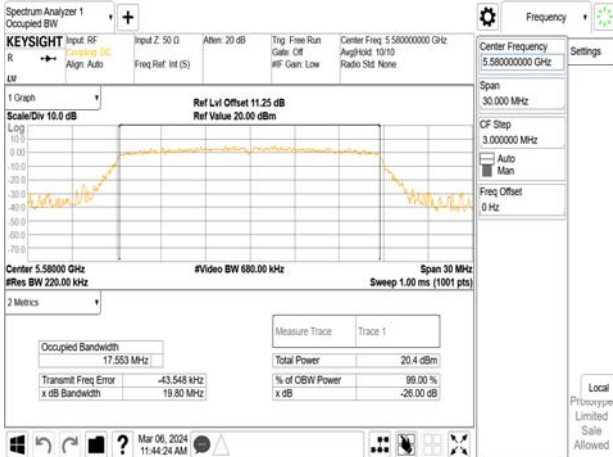 Spectrum Analyzer 1
Occupied BW
+
Frequency
KEYSIGHT
R
Input: RF
Coupling: DC
Align: Auto
Input Z: 50 Ω
Freq Ref: Int (S)
Atten: 20 dB
Trig: Free Run
Gate: Off
#IF Gain: Low
Center Freq: 5.580000000 GHz
Avg|Hold: 10/10
Radio Std: None
1 Graph
Scale/Div 10.0 dB
Ref Lvl Offset 11.25 dB
Ref Value 20.00 dBm
Log
10.0
0.00
-10.0
-20.0
-30.0
-40.0
-50.0
-60.0
-70.0
Center 5.58000 GHz
#Res BW 220.00 kHz
#Video BW 680.00 kHz
Span 30 MHz
Sweep 1.00 ms (1001 pts)
2 Metrics
Measure Trace Trace 1
Occupied Bandwidth
17.553 MHz
Total Power 20.4 dBm
Transmit Freq Error -43.548 kHz
% of OBW Power 99.00 %
x dB Bandwidth 19.80 MHz
x dB -26.00 dB
Center Frequency
5.580000000 GHz
Span
30.000 MHz
CF Step
3.000000 MHz
Auto
Man
Freq Offset
0 Hz
Settings
Local
Prototype
Limited
Sale
Allowed
?
Mar 06, 2024
11:44:24 AM